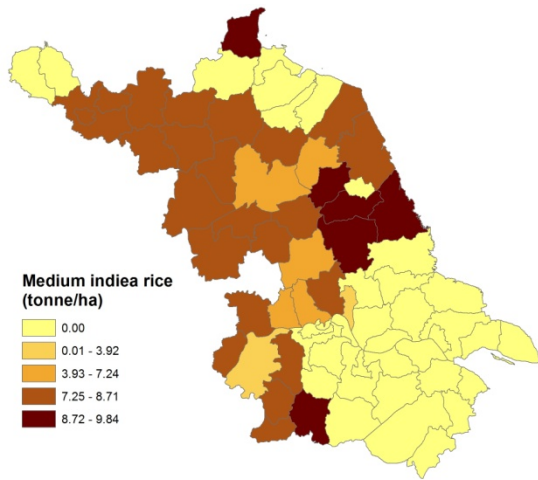 Medium indiea rice
(tonne/ha)
0.00
0.01 - 3.92
3.93 - 7.24
7.25 - 8.71
8.72 - 9.84